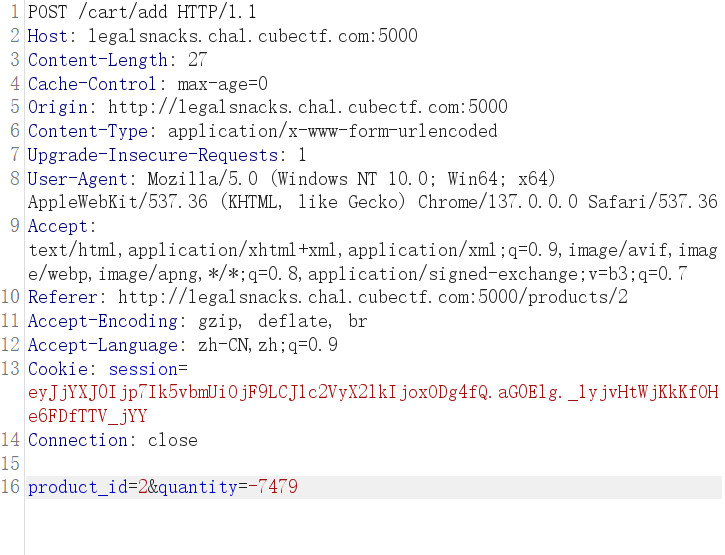 1 POST /cart/add HTTP/1.1
2 Host: legalsnacks.chal.cubectf.com:5000
3 Content-Length: 27
4 Cache-Control: max-age=0
5 Origin: http://legalsnacks.chal.cubectf.com:5000
6 Content-Type: application/x-www-form-urlencoded
7 Upgrade-Insecure-Requests: 1
8 User-Agent: Mozilla/5.0 (Windows NT 10.0; Win64; x64)
AppleWebKit/537.36 (KHTML, like Gecko) Chrome/137.0.0.0 Safari/537.36
9 Accept:
text/html,application/xhtml+xml,application/xml;q=0.9,image/avif,imag
e/webp,image/apng,*/*;q=0.8,application/signed-exchange;v=b3;q=0.7
10 Referer: http://legalsnacks.chal.cubectf.com:5000/products/2
11 Accept-Encoding: gzip, deflate, br
12 Accept-Language: zh-CN,zh;q=0.9
13 Cookie: session=
eyJjYXJ0Ijp7Ik5vbmUiOjF9LCJ1c2VyX2lkIjoxODg4fQ.aG0Elg._lyjvHtWjKkKf0H
e6FDfTTV_jYY
14 Connection: close
15
16 product_id=2&quantity=-7479